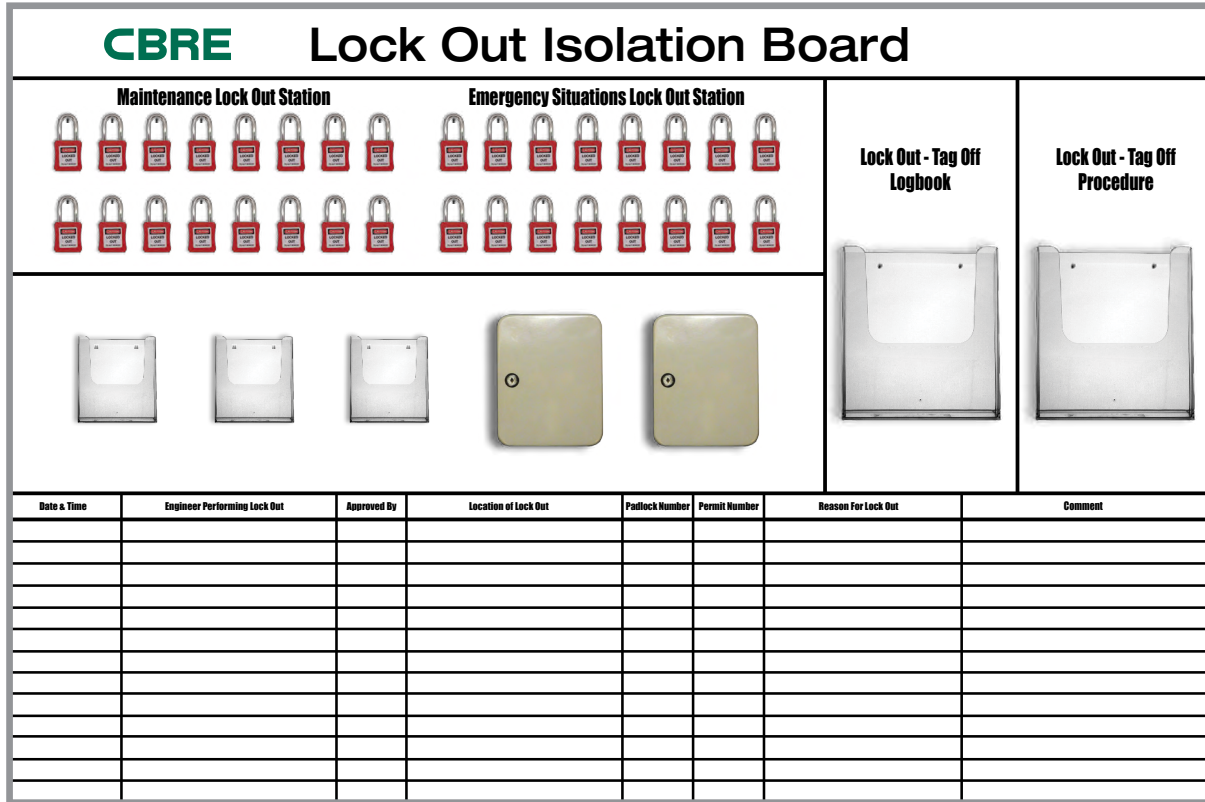 CBRE Lock Out Isolation Board
Maintenance Lock Out Station
Emergency Situations Lock Out Station
Lock Out - Tag Off
Logbook
Lock Out - Tag Off
Procedure
Date & Time
Engineer Performing Lock Out
Approved By
Location of Lock Out
Padlock Number
Permit Number
Reason For Lock Out
Comment